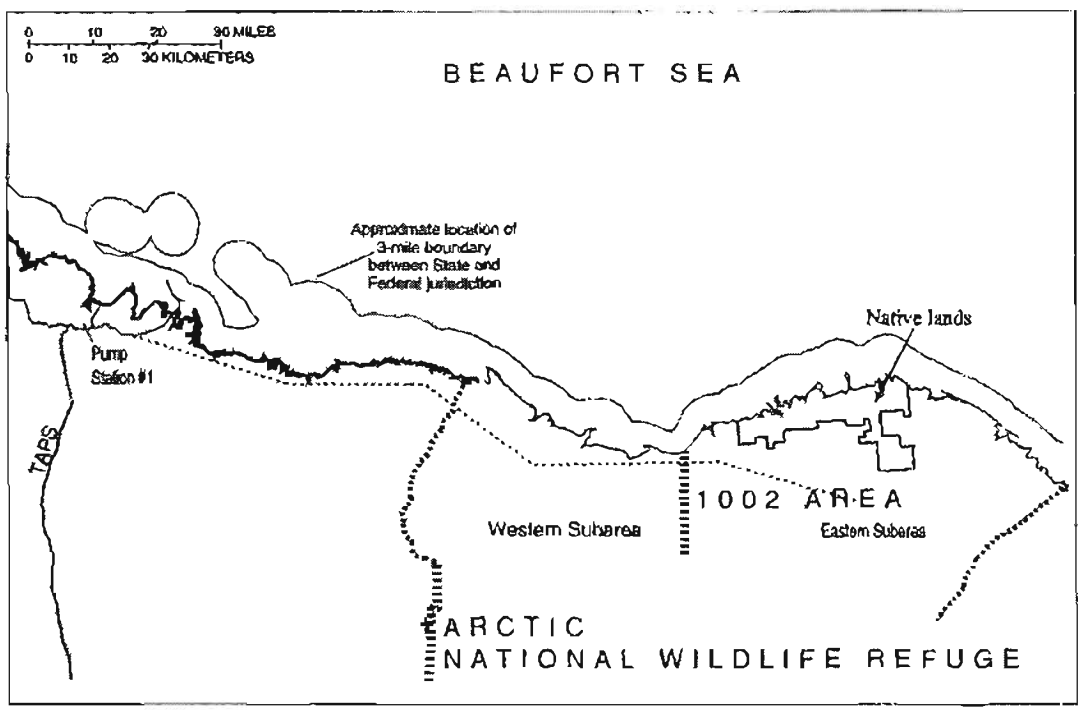 0 10 20 30 MILES
0 10 20 30 KILOMETERS
BEAUFORT SEA
Approximate location of
3-mile boundary
between State and
Federal jurisdiction
Native lands
Pump
Station #1
TAPS
1002 AREA
Western Subarea
Eastern Subarea
ARCTIC
NATIONAL WILDLIFE REFUGE